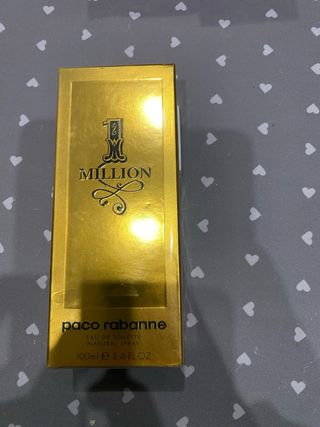 1
MILLION
paco rabanne
EAU DE TOILETTE
NATURAL SPRAY
100ml e 3.4 FL.OZ